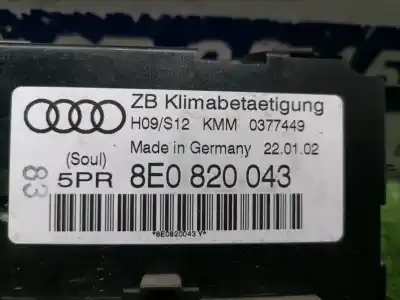 ZB Klimabetaetigung
H09/S12 KMM 0377449
Made in Germany 22.01.02
(Soul)
83
5PR 8E0 820 043
*8E0820043 Y*